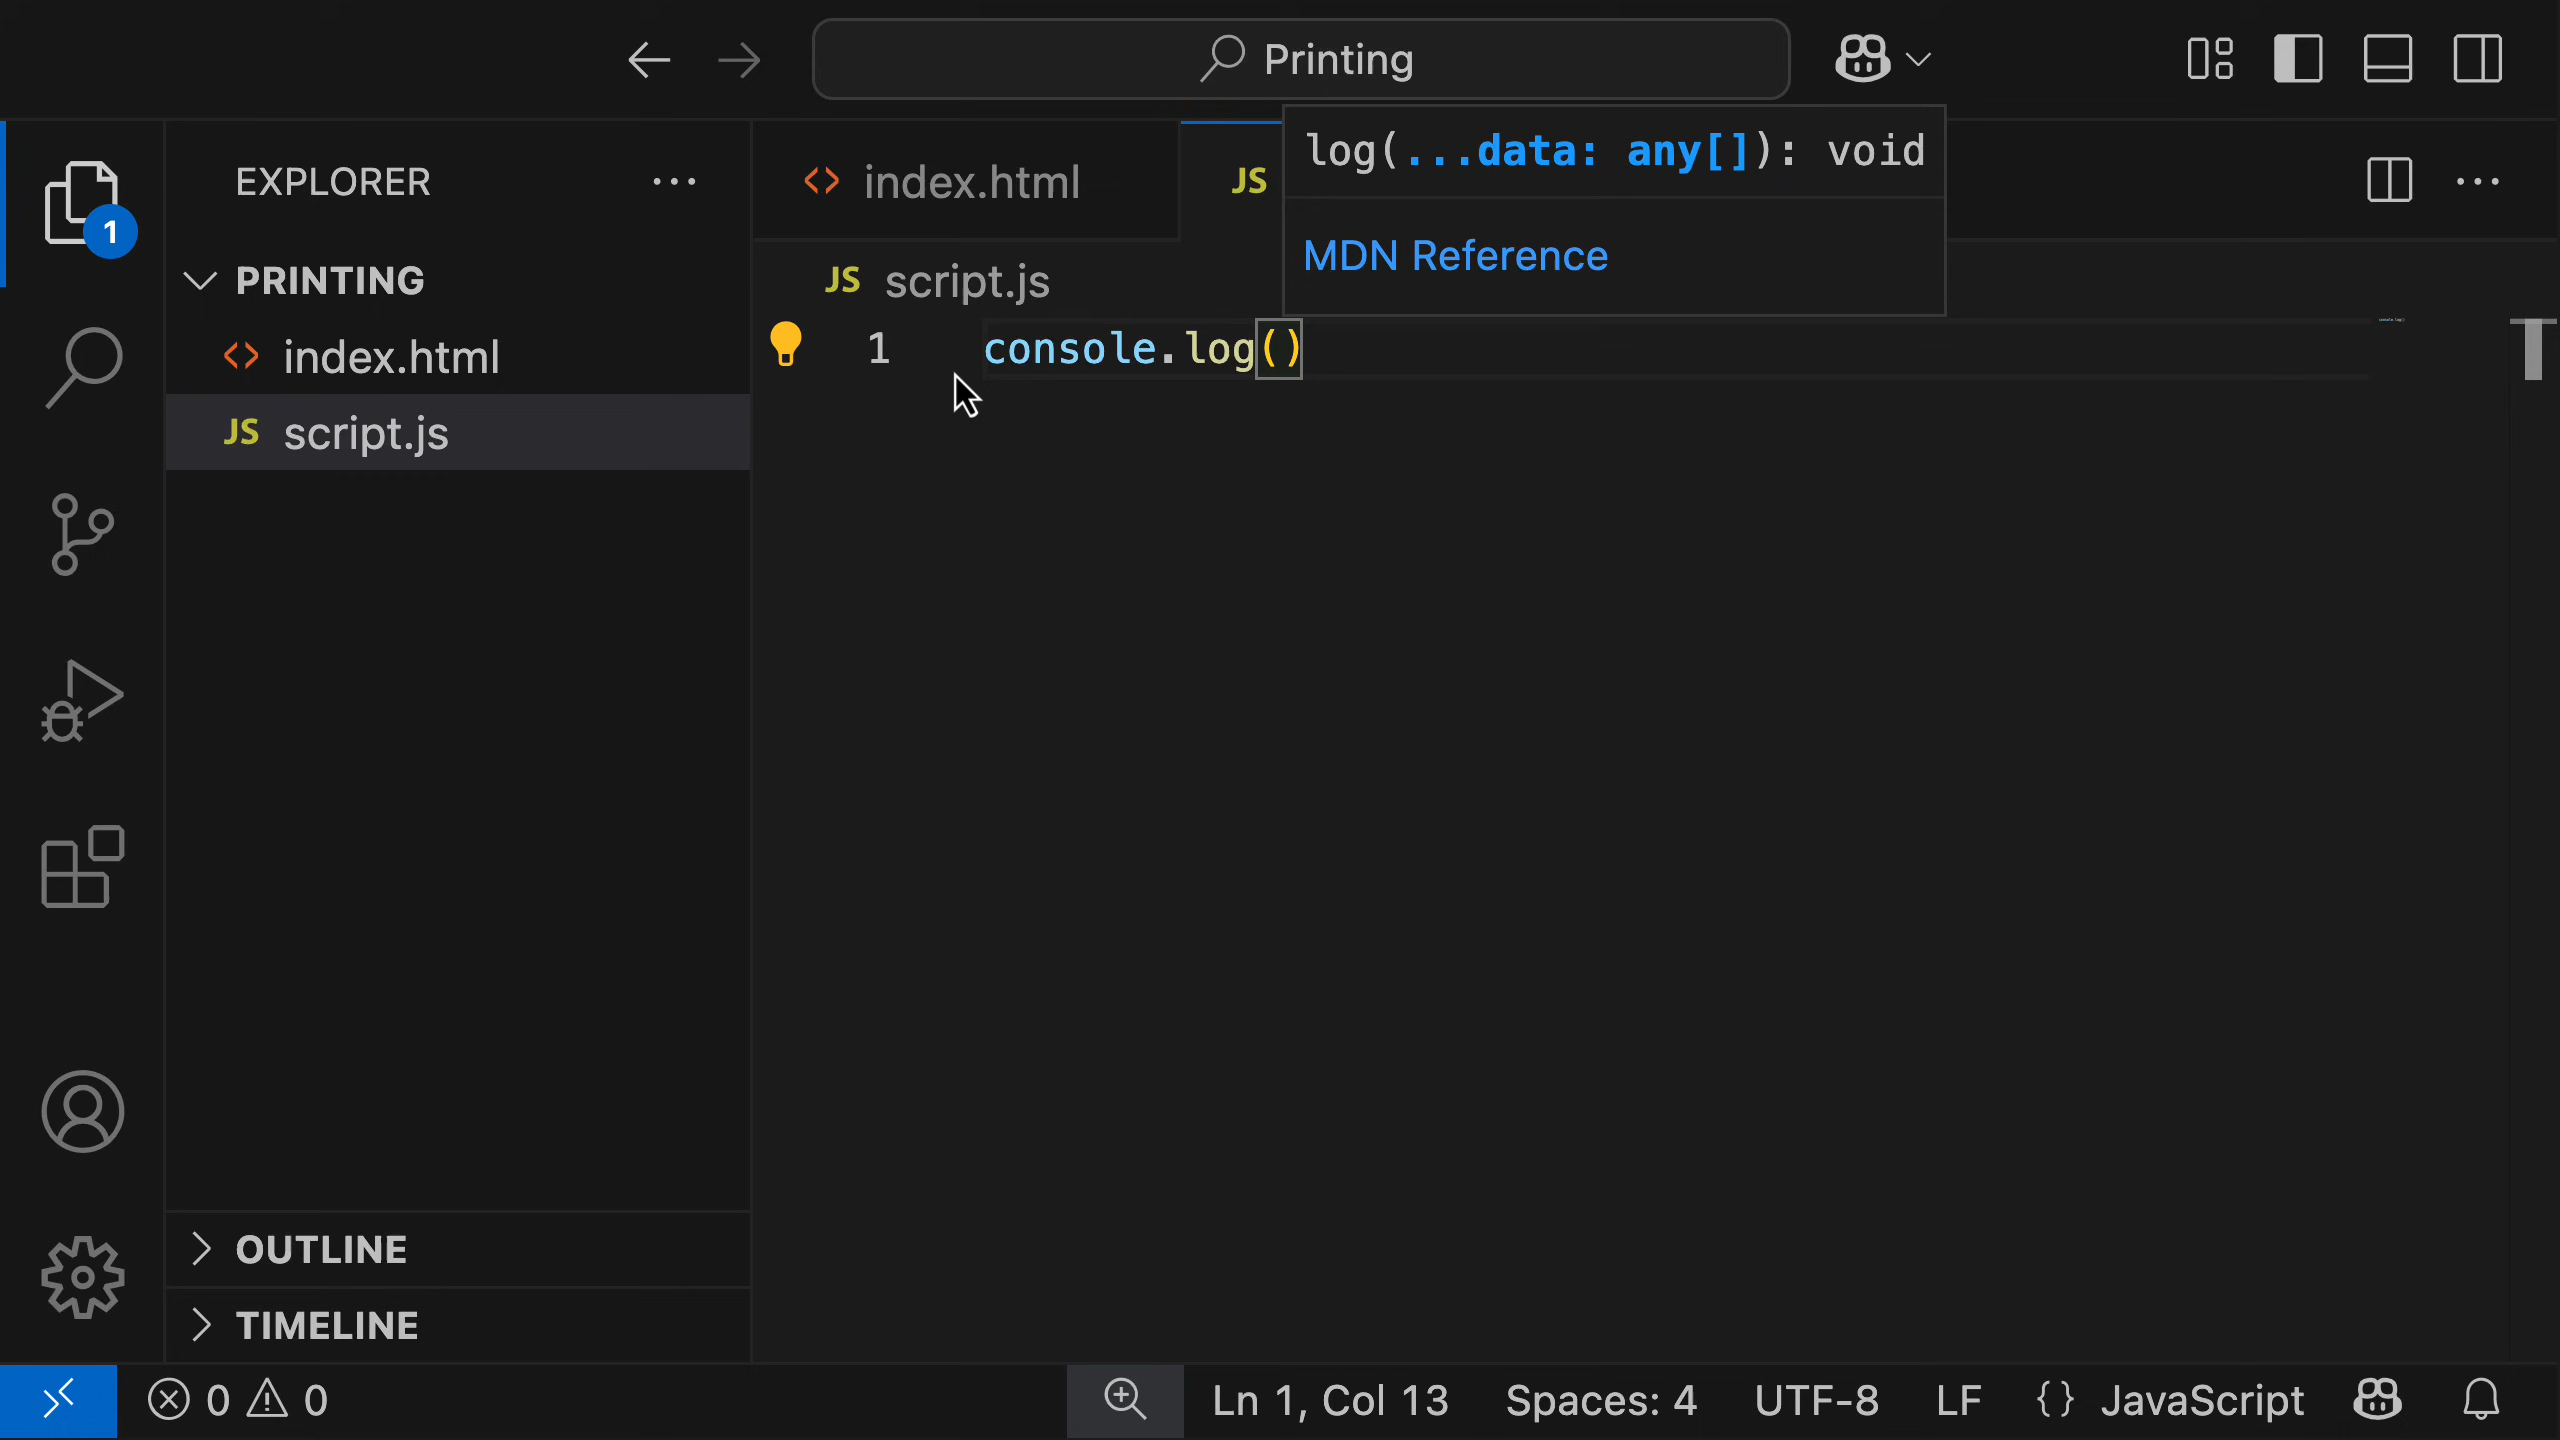 Printing
EXPLORER
index.html
JS
log(...data: any[]): void
MDN Reference
1
PRINTING
index.html
JS script.js
JS script.js
1 console.log()
OUTLINE
TIMELINE
0 0
Ln 1, Col 13
Spaces: 4
UTF-8
LF
{} JavaScript